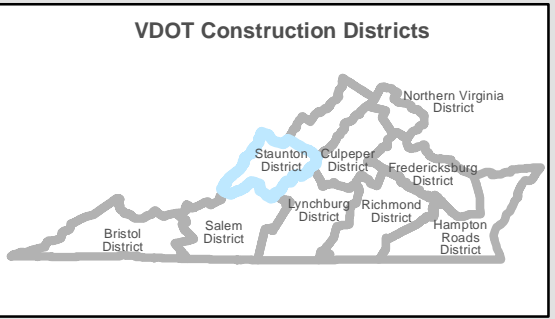 VDOT Construction Districts
Northern Virginia
District
Staunton
District
Culpeper
District
Fredericksburg
District
Lynchburg
District
Richmond
District
Hampton
Roads
District
Salem
District
Bristol
District